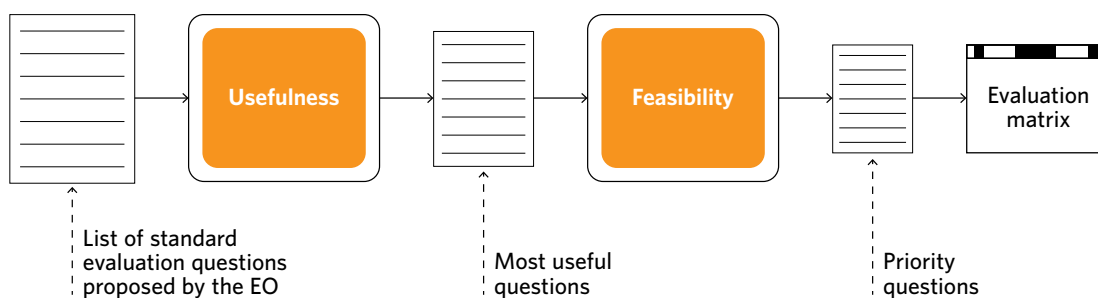 Usefulness
Feasibility
Evaluation
matrix
List of standard
evaluation questions
proposed by the EO
Most useful
questions
Priority
questions